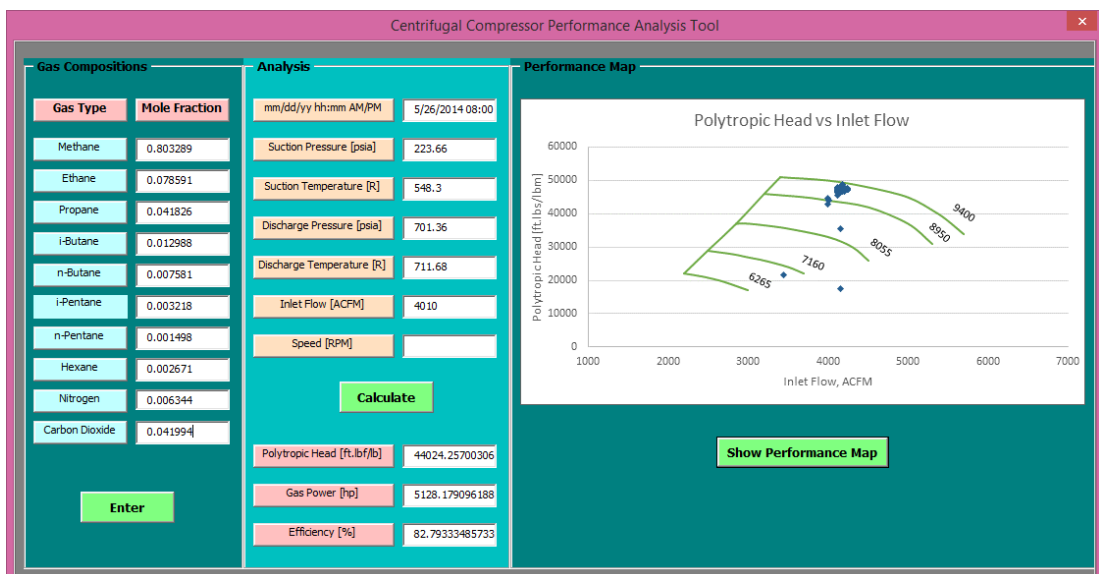 Centrifugal Compressor Performance Analysis Tool
×
Gas Compositions
Gas Type Mole Fraction
Methane 0.803289
Ethane 0.078591
Propane 0.041826
i-Butane 0.012988
n-Butane 0.007581
i-Pentane 0.003218
n-Pentane 0.001498
Hexane 0.002671
Nitrogen 0.006344
Carbon Dioxide 0.041994
Enter
Analysis
mm/dd/yy hh:mm AM/PM 5/26/2014 08:00
Suction Pressure [psia] 223.66
Suction Temperature [R] 548.3
Discharge Pressure [psia] 701.36
Discharge Temperature [R] 711.68
Inlet Flow [ACFM] 4010
Speed [RPM]
Calculate
Polytropic Head [ft.lbf/lb] 44024.25700306
Gas Power [hp] 5128.179096188
Efficiency [%] 82.79333485733
Performance Map
Polytropic Head vs Inlet Flow
Polytropic Head [ft.lbs/lbm]
60000
50000
40000
30000
20000
10000
0
9400
8950
8055
7160
6265
1000 2000 3000 4000 5000 6000 7000
Inlet Flow, ACFM
Show Performance Map